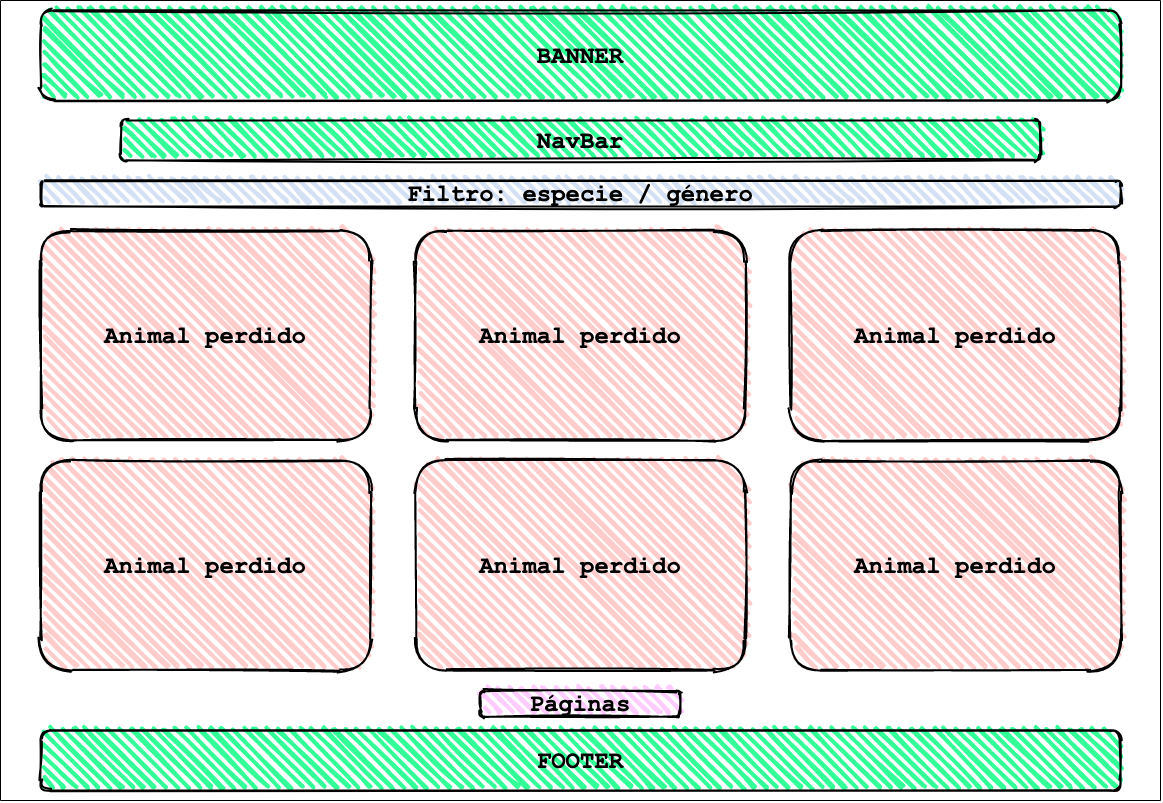 BANNER
NavBar
Filtro: especie / género
Animal perdido
Animal perdido
Animal perdido
Animal perdido
Animal perdido
Animal perdido
Páginas
FOOTER